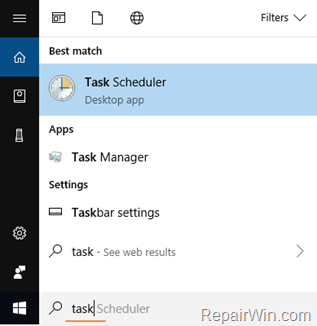 Filters
Best match
Task Scheduler
Desktop app
Apps
Task Manager
Settings
Taskbar settings
task - See web results
task Scheduler
RepairWin.com